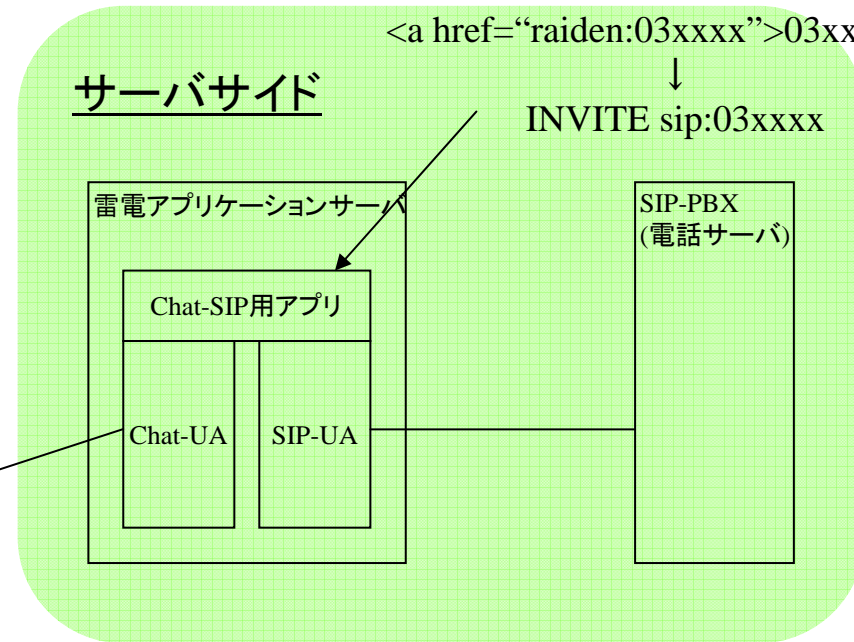 <a href=“raiden:03xxxx”>03xx
サーバサイド
↓
INVITE sip:03xxxx
雷電アプリケーションサーバ
SIP-PBX
(電話サーバ)
Chat-SIP用アプリ
Chat-UA
SIP-UA